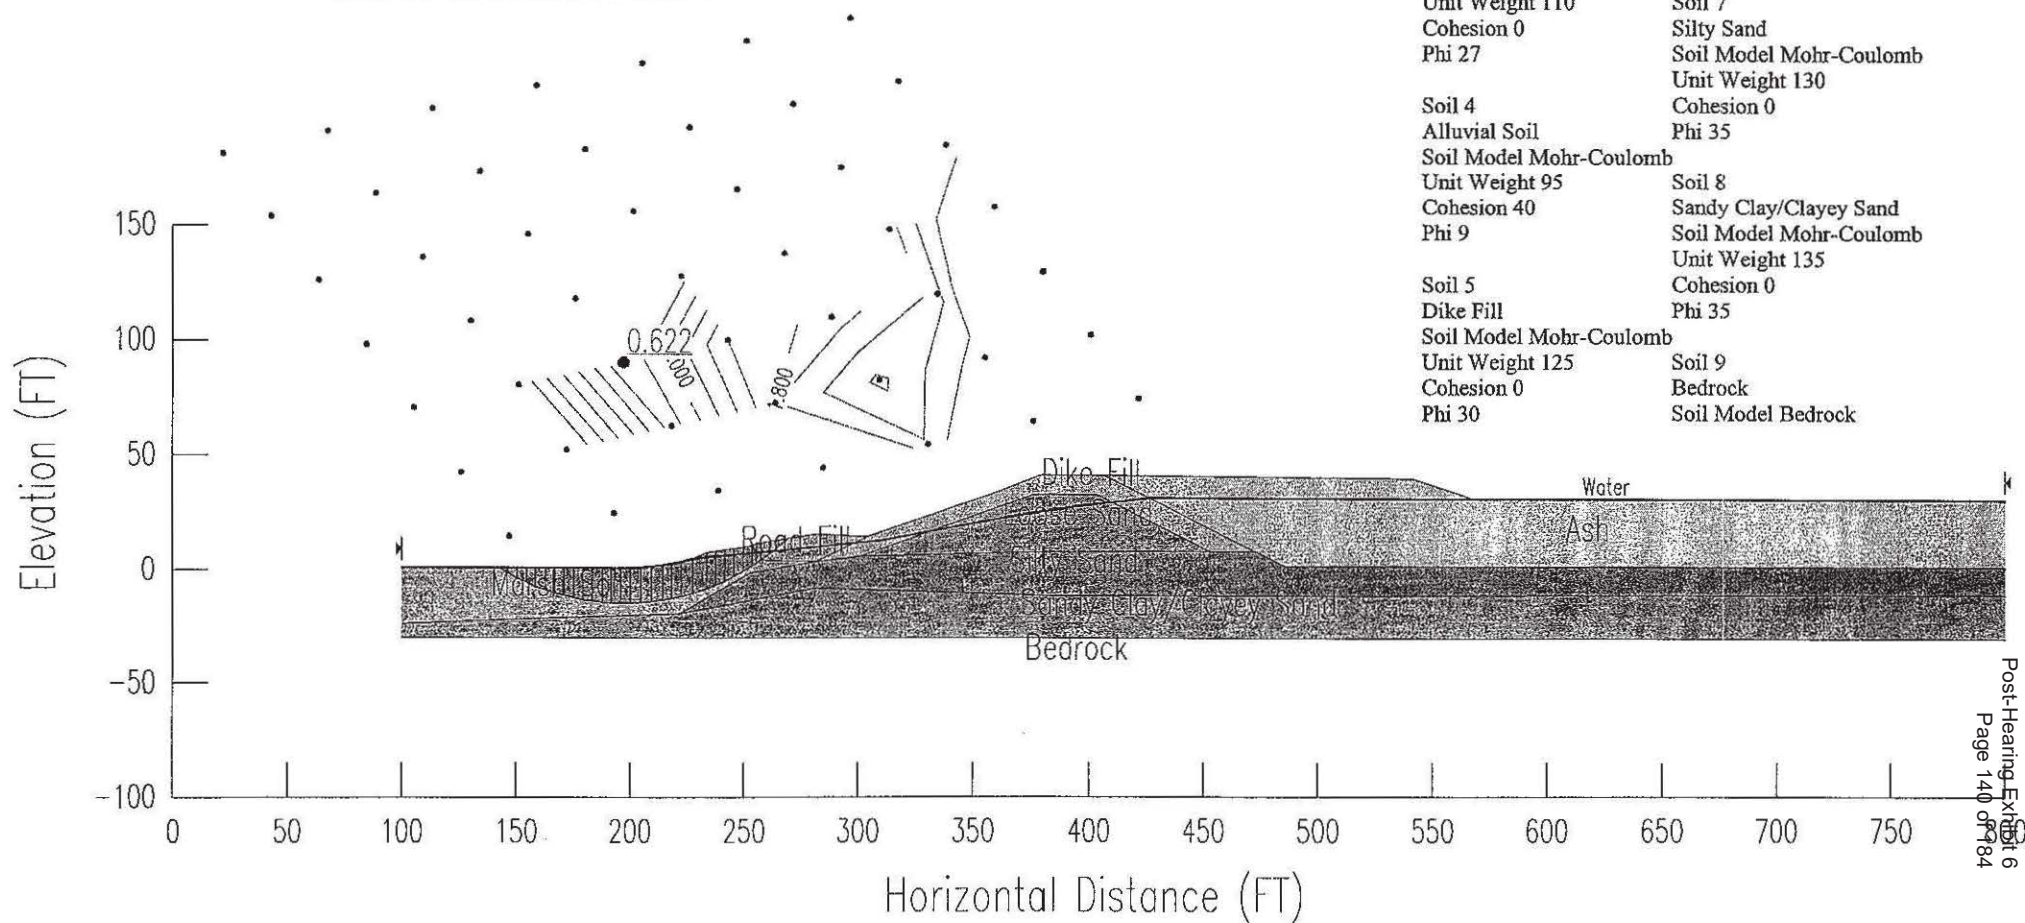 Unit Weight 110
Cohesion 0
Phi 27
Soil 4
Alluvial Soil
Soil Model Mohr-Coulomb
Unit Weight 95
Cohesion 40
Phi 9
Soil 5
Dike Fill
Soil Model Mohr-Coulomb
Unit Weight 125
Cohesion 0
Phi 30
Soil 7
Silty Sand
Soil Model Mohr-Coulomb
Unit Weight 130
Cohesion 0
Phi 35
Soil 8
Sandy Clay/Clayey Sand
Soil Model Mohr-Coulomb
Unit Weight 135
Cohesion 0
Phi 35
Soil 9
Bedrock
Soil Model Bedrock
Elevation (FT)
150
100
50
0
-50
-100
0.622
.800
Dike Fill
Water
Road Fill
Sand
Ash
Silty Sand
Sandy Clay/Clayey Sand
Bedrock
0 50 100 150 200 250 300 350 400 450 500 550 600 650 700 750
Horizontal Distance (FT)
Post-Hearing Exhibit 6
Page 140 of 184